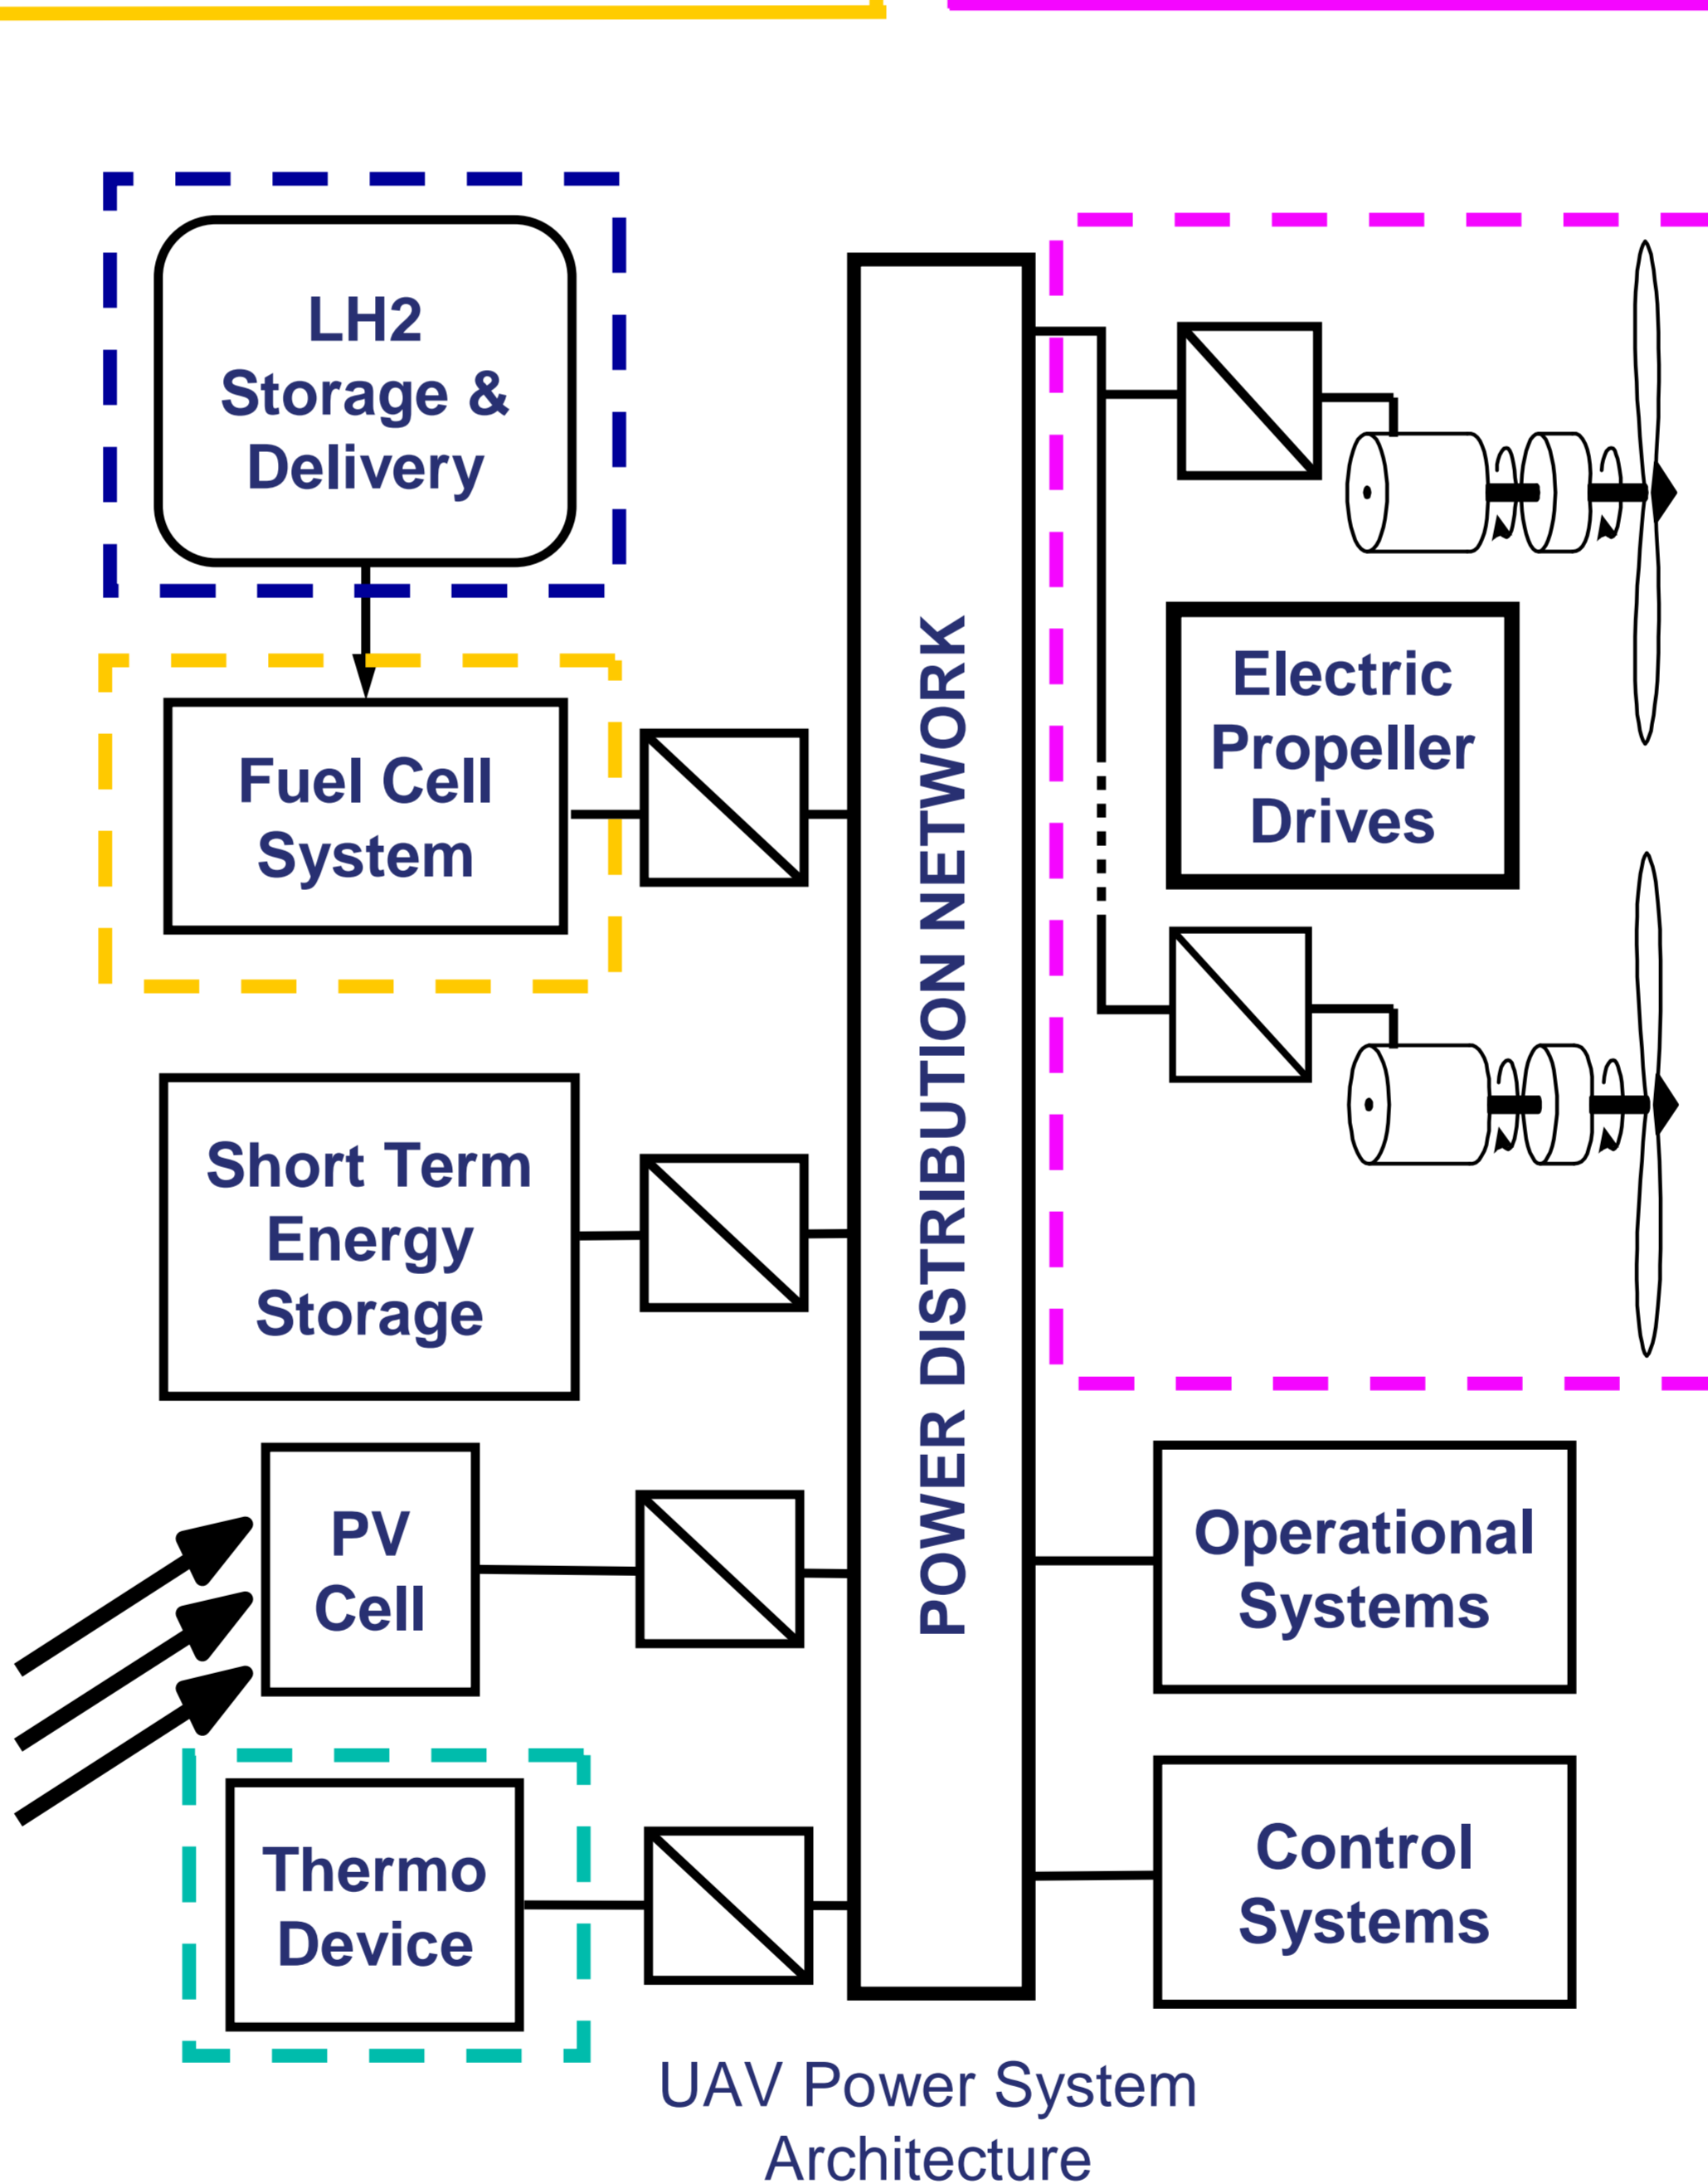 LH2
Storage &
Delivery
Fuel Cell
System
Short Term
Energy
Storage
PV
Cell
Thermo
Device
POWER DISTRIBUTION NETWORK
Electric
Propeller
Drives
Operational
Systems
Control
Systems
UAV Power System
Architecture